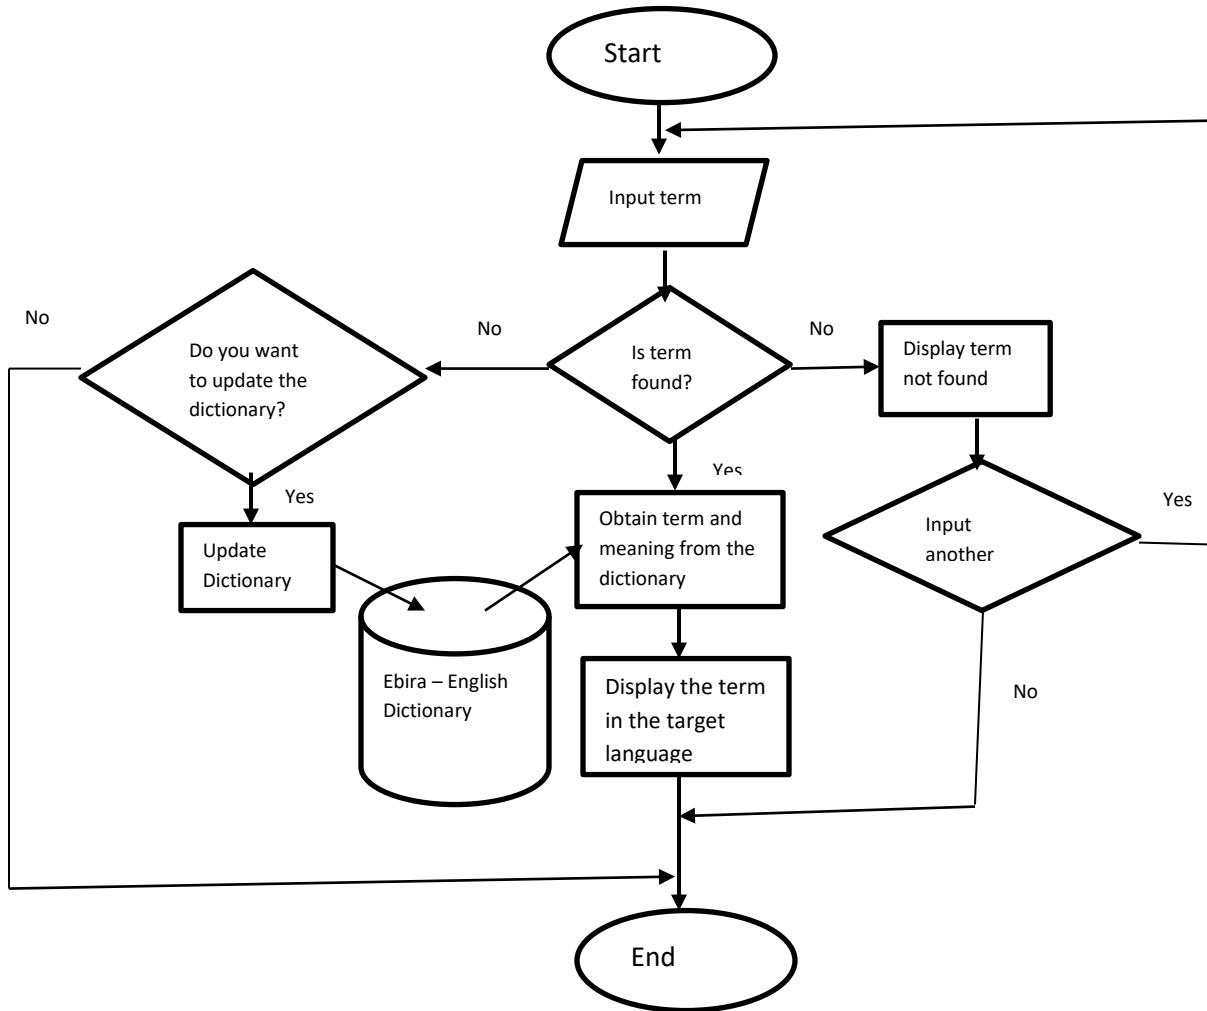 Start
Input term
No
Do you want
to update the
dictionary?
No
Is term
found?
No
Display term
not found
Yes
Update
Dictionary
Yes
Obtain term and
meaning from the
dictionary
Input
another
Yes
Ebira – English
Dictionary
Display the term
in the target
language
No
End